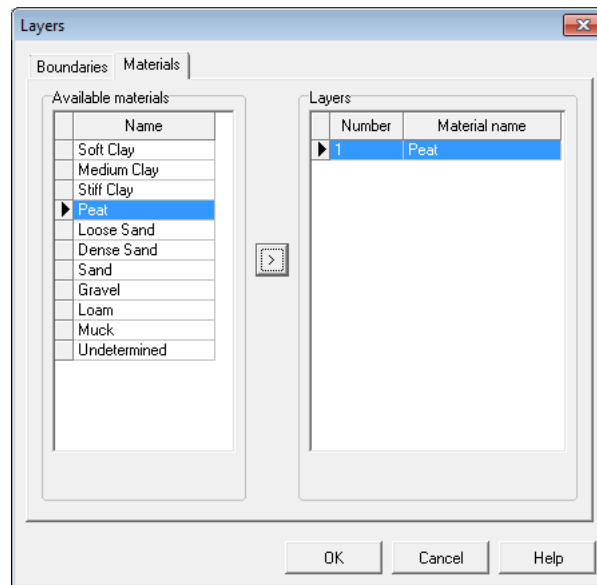 Layers
Boundaries Materials
Available materials
Name
Soft Clay
Medium Clay
Stiff Clay
Peat
Loose Sand
Dense Sand
Sand
Gravel
Loam
Muck
Undetermined
>
Layers
Number Material name
1 Peat
OK Cancel Help